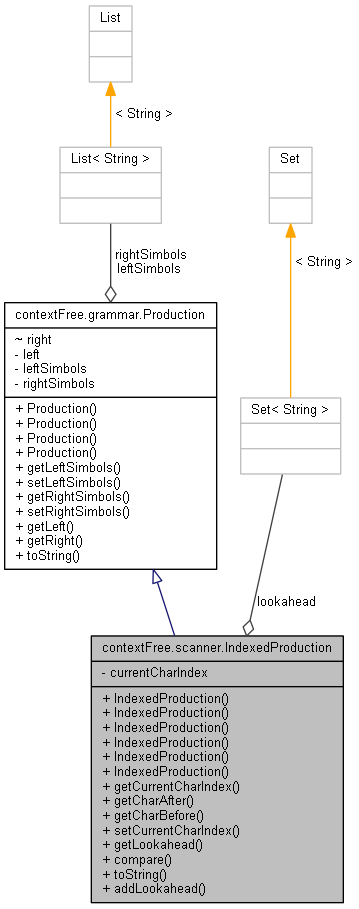 List
< String >
List< String >
Set
rightSimbols
leftSimbols
< String >
contextFree.grammar.Production
~ right
- left
- leftSimbols
- rightSimbols
+ Production()
+ Production()
+ Production()
+ Production()
+ getLeftSimbols()
+ setLeftSimbols()
+ getRightSimbols()
+ setRightSimbols()
+ getLeft()
+ getRight()
+ toString()
Set< String >
lookahead
contextFree.scanner.IndexedProduction
- currentCharIndex
+ IndexedProduction()
+ IndexedProduction()
+ IndexedProduction()
+ IndexedProduction()
+ IndexedProduction()
+ IndexedProduction()
+ getCurrentCharIndex()
+ getCharAfter()
+ getCharBefore()
+ setCurrentCharIndex()
+ getLookahead()
+ compare()
+ toString()
+ addLookahead()